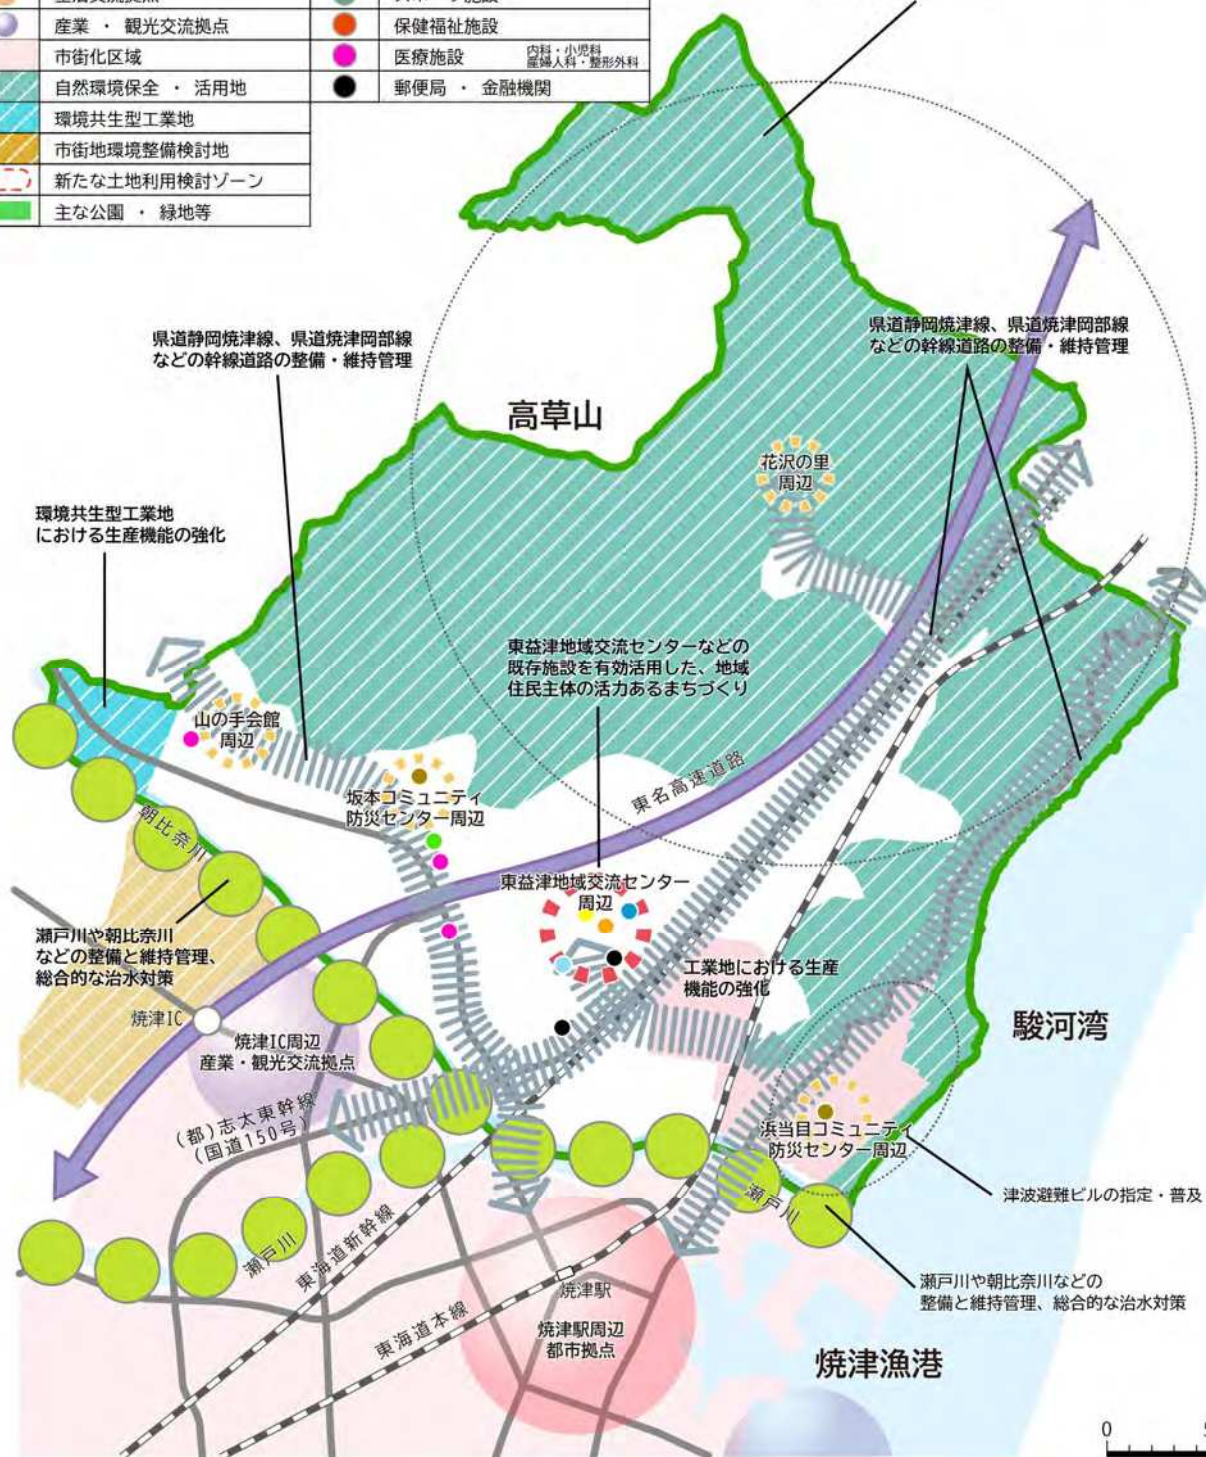 産業 ・ 観光交流拠点
保健福祉施設
市街化区域
医療施設
内科・小児科
産婦人科・整形外科
自然環境保全 ・ 活用地
郵便局 ・ 金融機関
環境共生型工業地
市街地環境整備検討地
新たな土地利用検討ゾーン
主な公園 ・ 緑地等
県道静岡焼津線、県道焼津岡部線
などの幹線道路の整備・維持管理
県道静岡焼津線、県道焼津岡部線
などの幹線道路の整備・維持管理
高草山
花沢の里
周辺
環境共生型工業地
における生産機能の強化
東益津地域交流センターなどの
既存施設を有効活用した、地域
住民主体の活力あるまちづくり
山の手会館
周辺
坂本コミュニティ
防災センター周辺
東名高速道路
朝比奈川
東益津地域交流センター
周辺
瀬戸川や朝比奈川
などの整備と維持管理、
総合的な治水対策
工業地における生産
機能の強化
焼津IC
焼津IC周辺
産業・観光交流拠点
駿河湾
(都)志太東幹線
(国道150号)
浜当目コミュニティ
防災センター周辺
津波避難ビルの指定・普及
瀬戸川
瀬戸川
東海道新幹線
瀬戸川や朝比奈川などの
整備と維持管理、総合的な治水対策
焼津駅
東海道本線
焼津駅周辺
都市拠点
焼津漁港
0